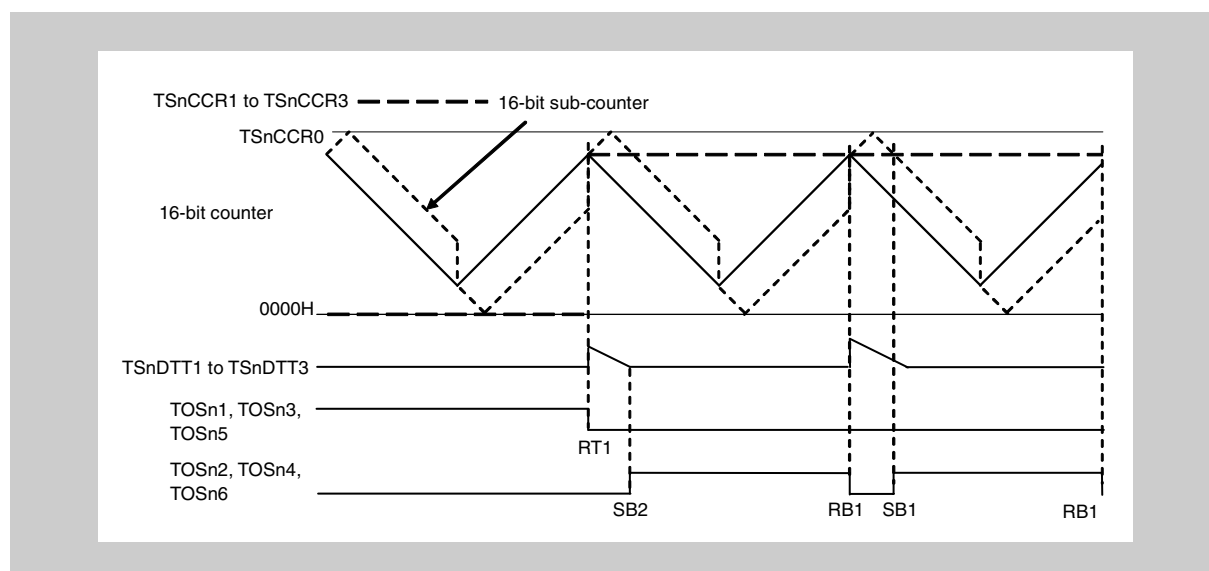 TSnCCR1 to TSnCCR3
16-bit sub-counter
TSnCCR0
16-bit counter
0000H
TSnDTT1 to TSnDTT3
TOSn1, TOSn3,
TOSn5
RT1
TOSn2, TOSn4,
TOSn6
SB2
RB1
SB1
RB1